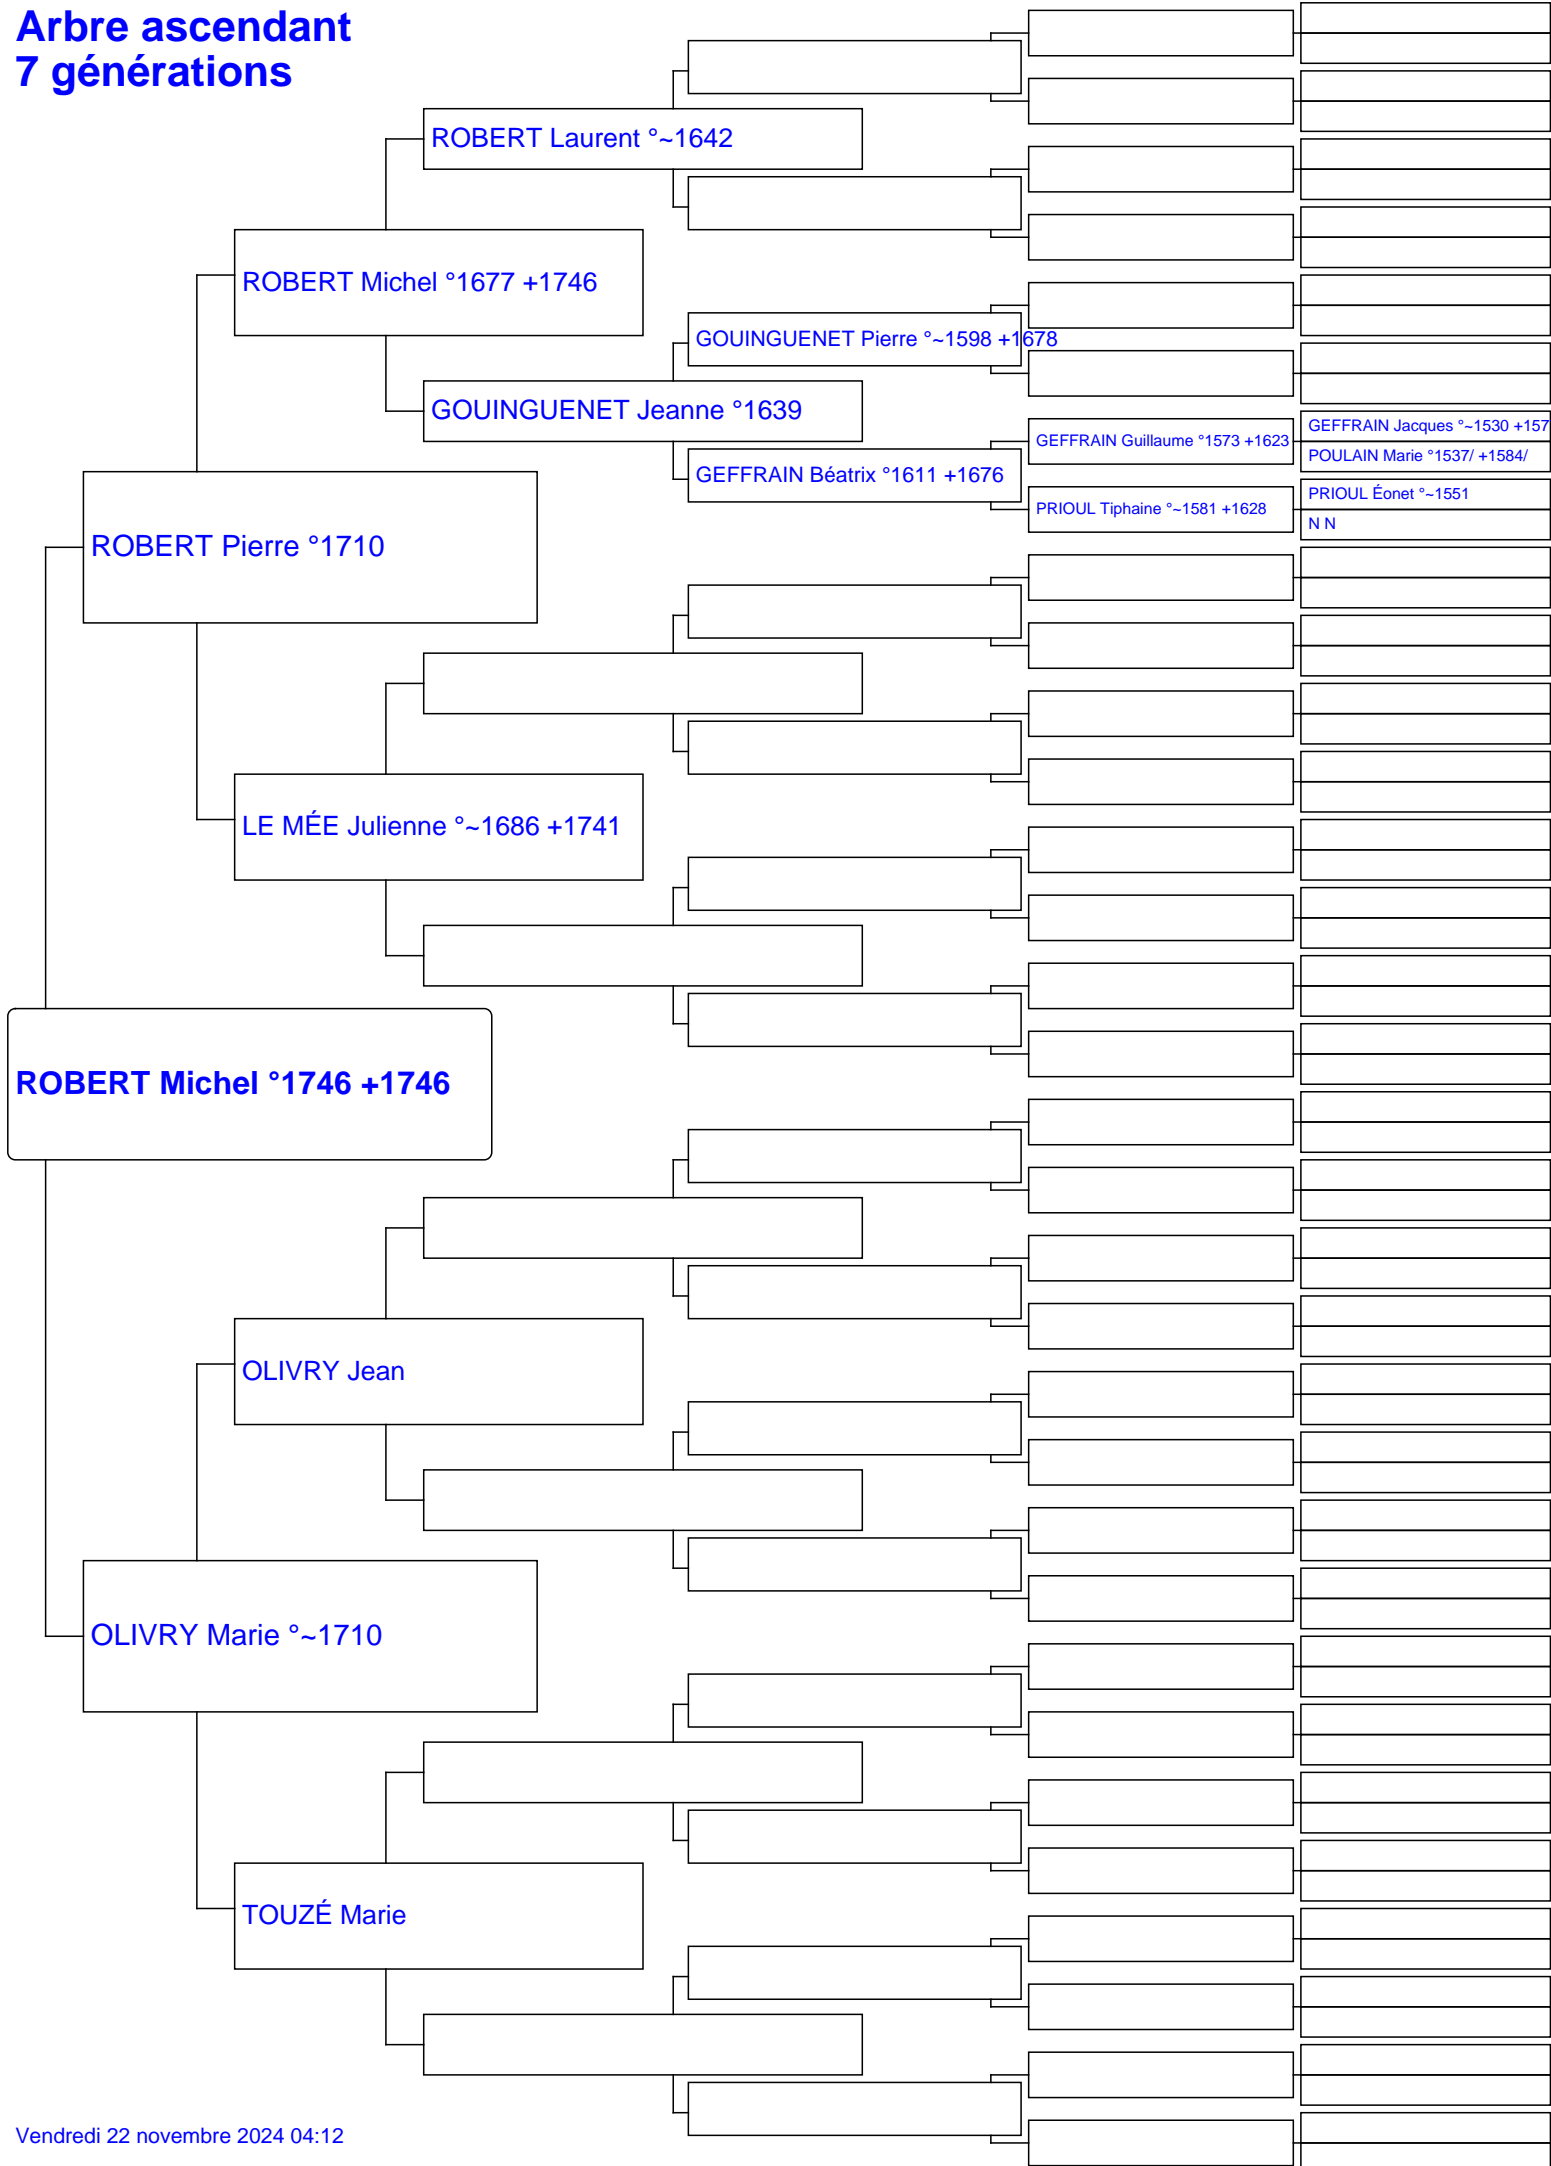 Arbre ascendant
7 générations
ROBERT Laurent °~1642
ROBERT Michel °1677 +1746
GOUINGUENET Pierre °~1598 +1678
GOUINGUENET Jeanne °1639
GEFFRAIN Jacques °~1530 +157
GEFFRAIN Guillaume °1573 +1623
POULAIN Marie °1537/ +1584/
GEFFRAIN Béatrix °1611 +1676
PRIOUL Éonet °~1551
PRIOUL Tiphaine °~1581 +1628
N N
ROBERT Pierre °1710
LE MÉE Julienne °~1686 +1741
ROBERT Michel °1746 +1746
OLIVRY Jean
OLIVRY Marie °~1710
TOUZÉ Marie
Vendredi 22 novembre 2024 04:12